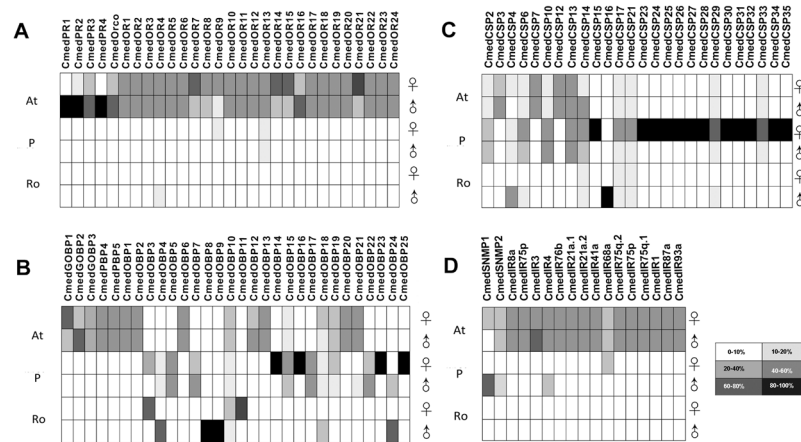 A
CmedPR1
CmedPR2
CmedPR3
CmedPR4
CmedOrco
CmedOR1
CmedOR2
CmedOR3
CmedOR4
CmedOR5
CmedOR6
CmedOR7
CmedOR8
CmedOR9
CmedOR10
CmedOR11
CmedOR12
CmedOR13
CmedOR14
CmedOR15
CmedOR16
CmedOR17
CmedOR18
CmedOR19
CmedOR20
CmedOR21
CmedOR22
CmedOR23
CmedOR24
At
♀
♂
P
♀
♂
Ro
♀
♂
C
CmedCSP2
CmedCSP3
CmedCSP4
CmedCSP6
CmedCSP7
CmedCSP10
CmedCSP12
CmedCSP13
CmedCSP14
CmedCSP15
CmedCSP16
CmedCSP17
CmedCSP21
CmedCSP23
CmedCSP24
CmedCSP25
CmedCSP26
CmedCSP27
CmedCSP28
CmedCSP29
CmedCSP30
CmedCSP31
CmedCSP32
CmedCSP33
CmedCSP34
CmedCSP35
At
♀
♂
P
♀
♂
Ro
♀
♂
B
CmedGOBP1
CmedGOBP2
CmedGOBP3
CmedPBP4
CmedPBP5
CmedOBP1
CmedOBP2
CmedOBP3
CmedOBP4
CmedOBP5
CmedOBP6
CmedOBP7
CmedOBP8
CmedOBP9
CmedOBP10
CmedOBP11
CmedOBP12
CmedOBP13
CmedOBP14
CmedOBP15
CmedOBP16
CmedOBP17
CmedOBP18
CmedOBP19
CmedOBP20
CmedOBP21
CmedOBP22
CmedOBP23
CmedOBP24
CmedOBP25
At
♀
♂
P
♀
♂
Ro
♀
♂
D
CmedSNMP1
CmedSNMP2
CmedIR8a
CmedIR75p
CmedIR3
CmedIR4
CmedIR76b
CmedIR21a.1
CmedIR21a.2
CmedIR41a
CmedIR68a
CmedIR75q.2
CmedIR75p
CmedIR75q.1
CmedIR1
CmedIR87a
CmedIR93a
At
♀
♂
P
♀
♂
Ro
♀
♂
0-10% 10-20%
20-40% 40-60%
60-80% 80-100%